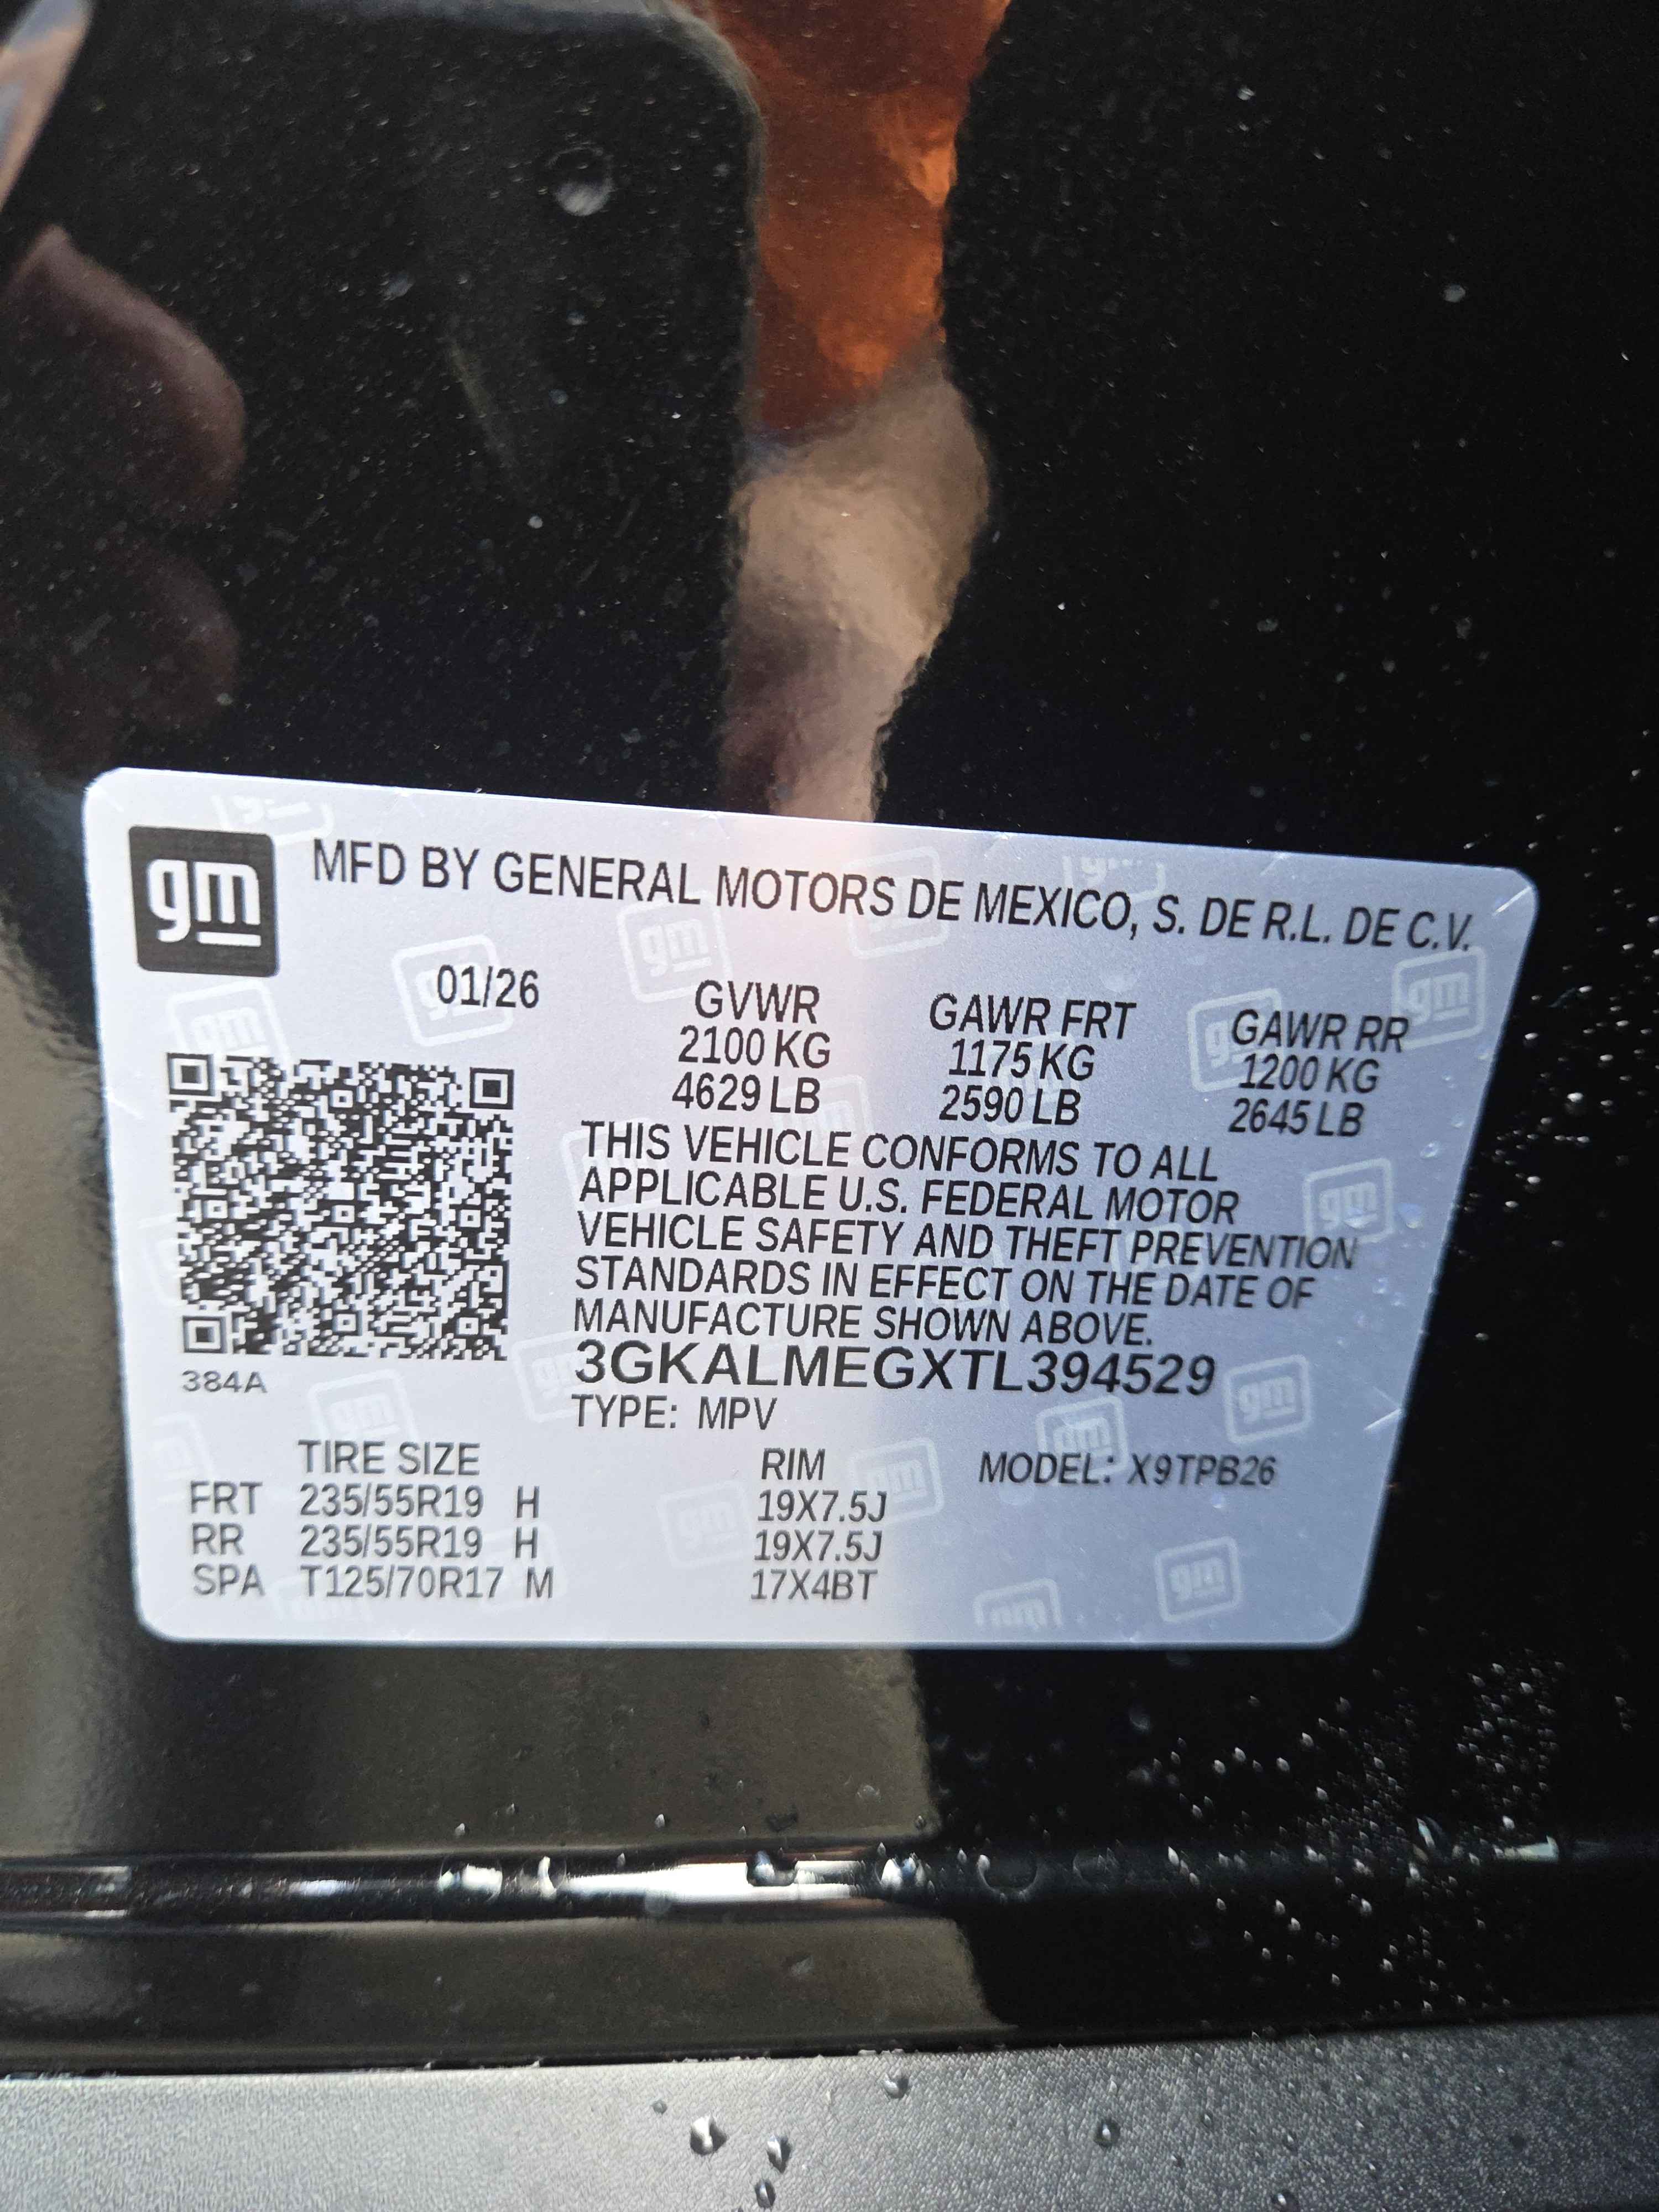 gm
MFD BY GENERAL MOTORS DE MEXICO, S. DE R.L. DE C.V.
01/26
GVWR GAWR FRT GAWR RR
2100 KG 1175 KG 1200 KG
4629 LB 2590 LB 2645 LB
THIS VEHICLE CONFORMS TO ALL
APPLICABLE U.S. FEDERAL MOTOR
VEHICLE SAFETY AND THEFT PREVENTION
STANDARDS IN EFFECT ON THE DATE OF
MANUFACTURE SHOWN ABOVE.
3GKALMEGXTL394529
384A
TYPE: MPV
TIRE SIZE RIM MODEL: X9TPB26
FRT 235/55R19 H 19X7.5J
RR 235/55R19 H 19X7.5J
SPA T125/70R17 M 17X4BT